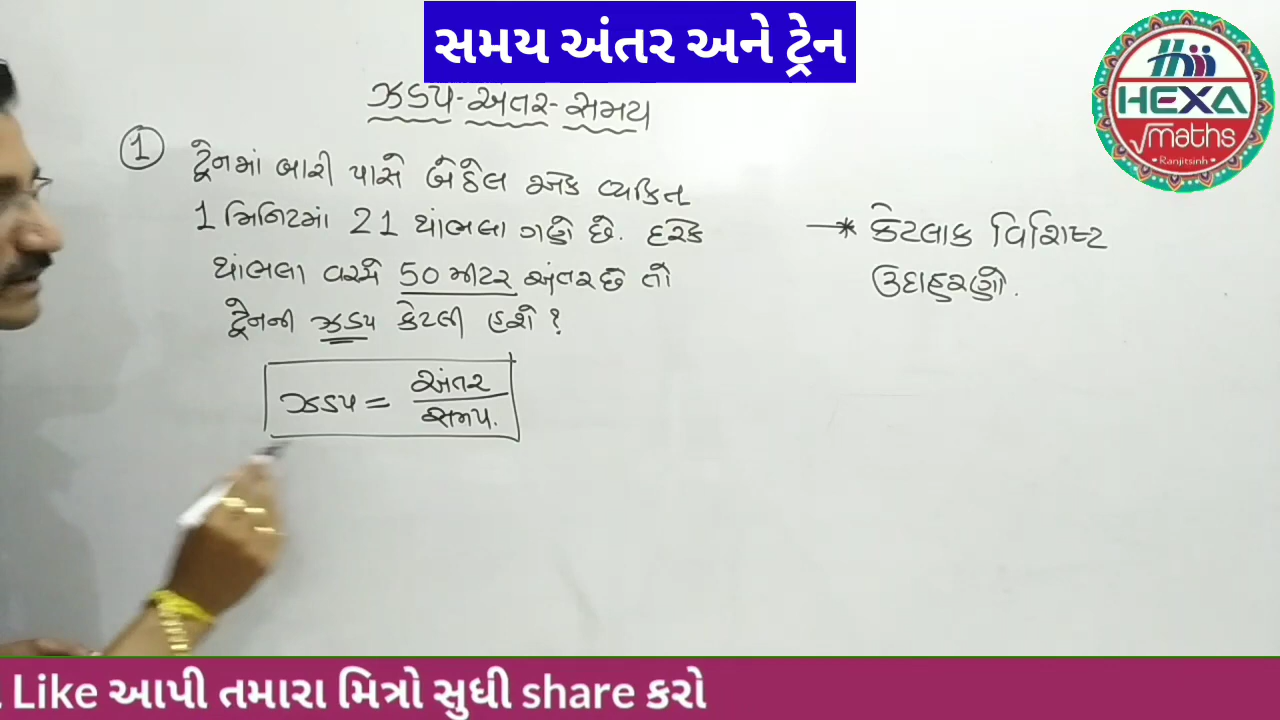 સમય અંતર અને ટ્રેન
ઝડપ-અંતર-સમય
1 ટ્રેનમાં બારી પાસે બેઠેલ એક વ્યકિત
1 મિનિટમાં 21 થાંભલા ગણે છે. દરેક
થાંભલા વચ્ચે 50 મીટર અંતર છે તો
ટ્રેનની ઝડપ કેટલી હશે ?
ઝડપ = અંતર
સમય.
→* કેટલાક વિશિષ્ટ
ઉદાહરણો.
HEXA
maths
Ranjitsinh
Like આપી તમારા મિત્રો સુધી share કરો